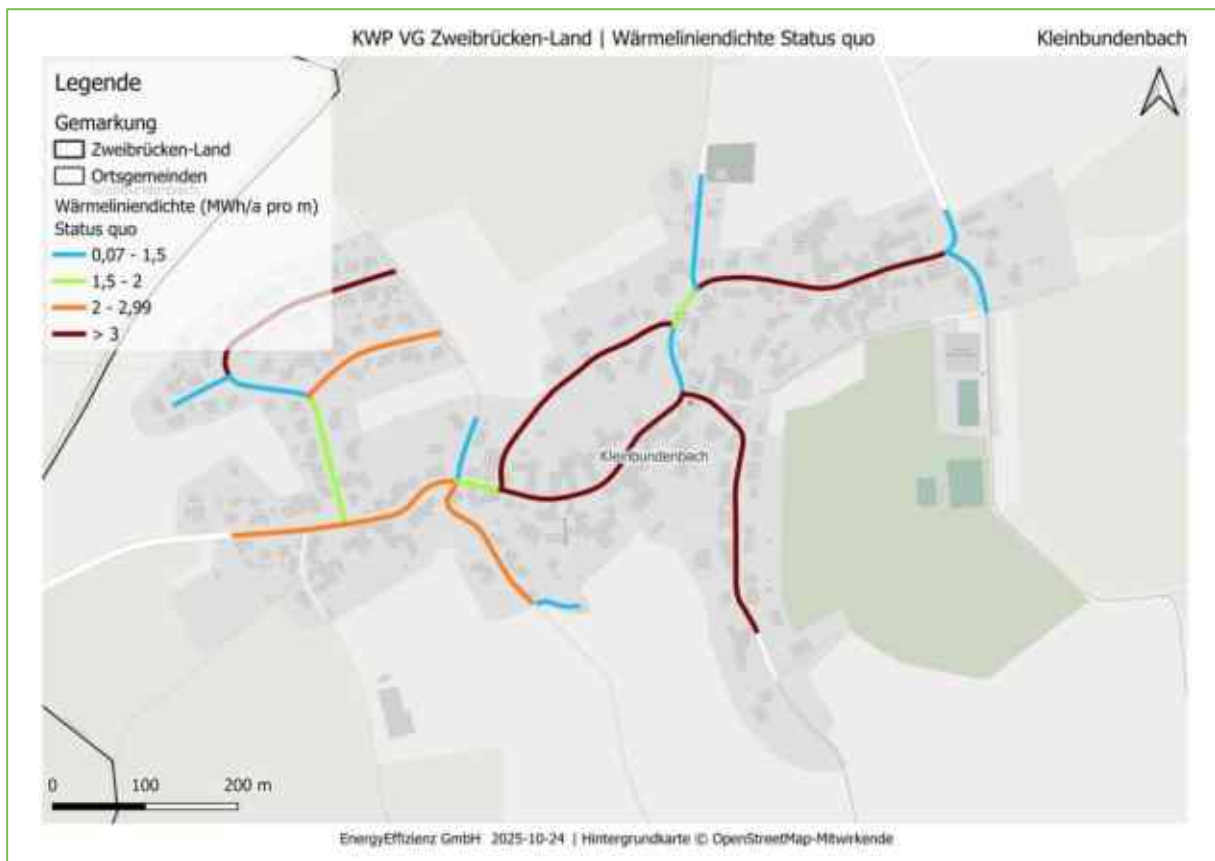 KWP VG Zweibrücken-Land | Wärmeliniendichte Status quo
Kleinbundenbach
Legende
Gemarkung
Zweibrücken-Land
Ortsgemeinden
Wärmeliniendichte (MWh/a pro m)
Status quo
0,07 - 1,5
1,5 - 2
2 - 2,99
> 3
Kleinbundenbach
0 100 200 m
EnergyEffizienz GmbH 2025-10-24 | Hintergrundkarte © OpenStreetMap-Mitwirkende